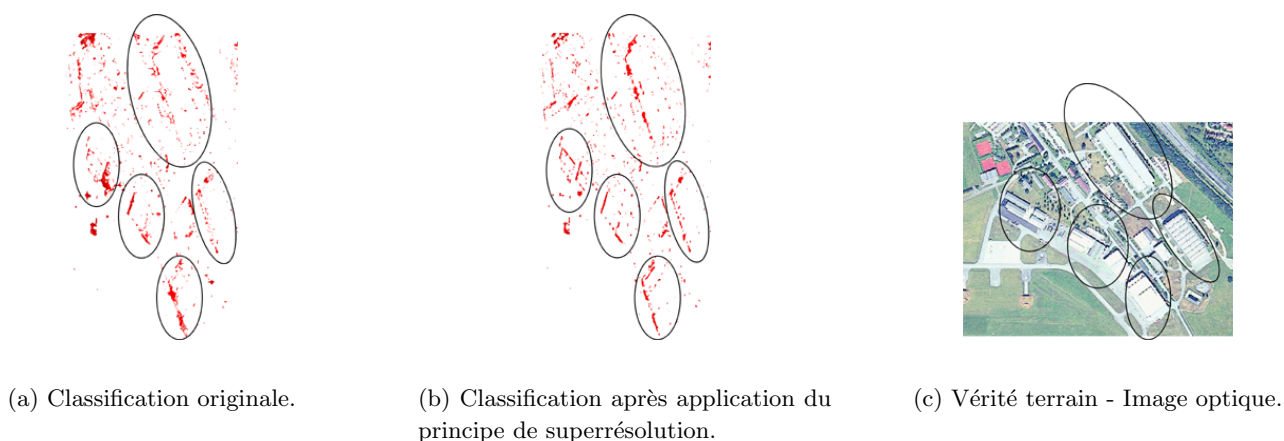 (a) Classification originale.
(b) Classification après application du
principe de superrésolution.
(c) Vérité terrain - Image optique.